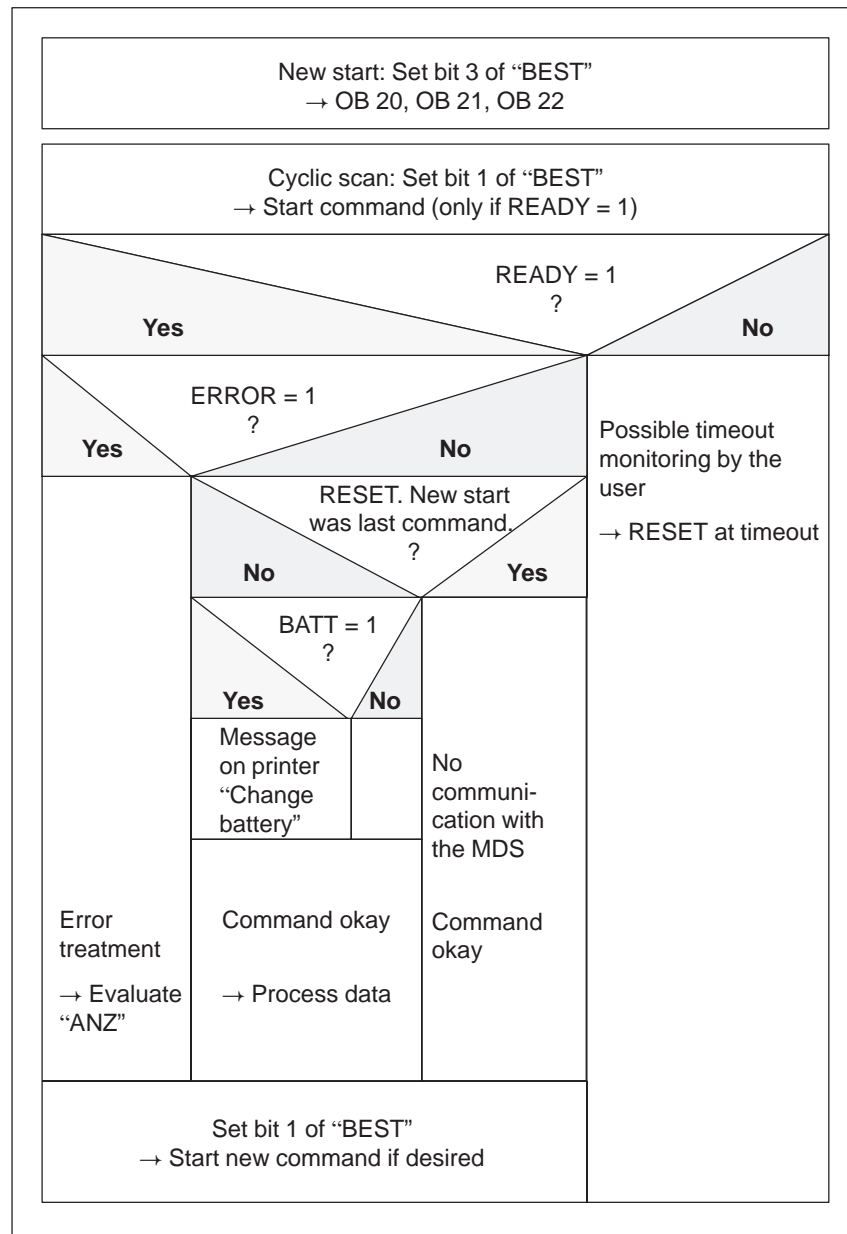 New start: Set bit 3 of “BEST”
→ OB 20, OB 21, OB 22
Cyclic scan: Set bit 1 of “BEST”
→ Start command (only if READY = 1)
READY = 1
?
Yes
No
ERROR = 1
?
Yes
No
Possible timeout
monitoring by the
user
→ RESET at timeout
RESET. New start
was last command.
?
No
Yes
BATT = 1
?
Yes
No
Message
on printer
“Change
battery”
No
communi-
cation with
the MDS
Error
treatment
→ Evaluate
“ANZ”
Command okay
→ Process data
Command
okay
Set bit 1 of “BEST”
→ Start new command if desired